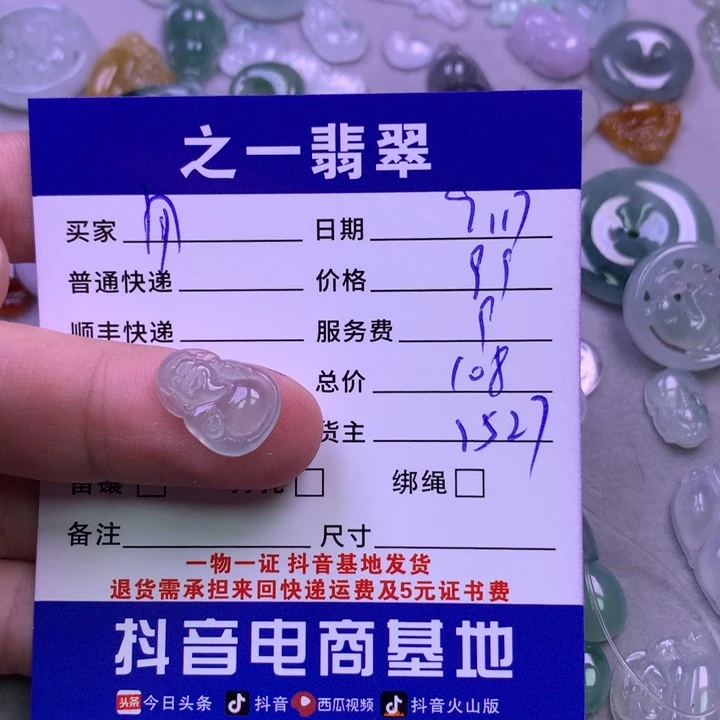 之一翡翠
买家 月 日期 9 117
普通快递 价格 99
顺丰快递 服务费 9
总价 108
货主 1527
绑绳
备注 尺寸
一物一证 抖音基地发货
退货需承担来回快递运费及5元证书费
抖音电商基地
头条 今日头条 抖音 西瓜视频 抖音火山版